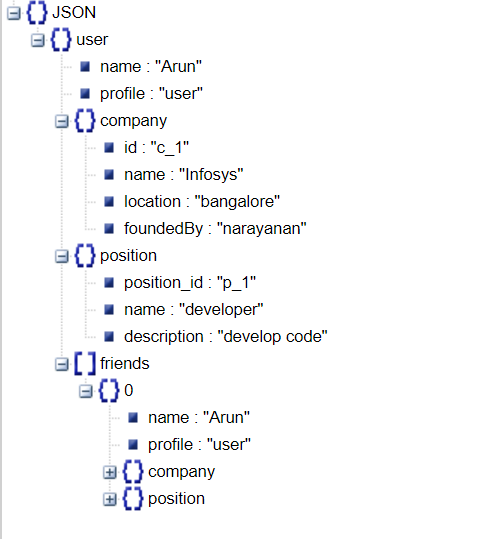 JSON
user
name : "Arun"
profile : "user"
company
id : "c_1"
name : "Infosys"
location : "bangalore"
foundedBy : "narayanan"
position
position_id : "p_1"
name : "developer"
description : "develop code"
friends
0
name : "Arun"
profile : "user"
company
position